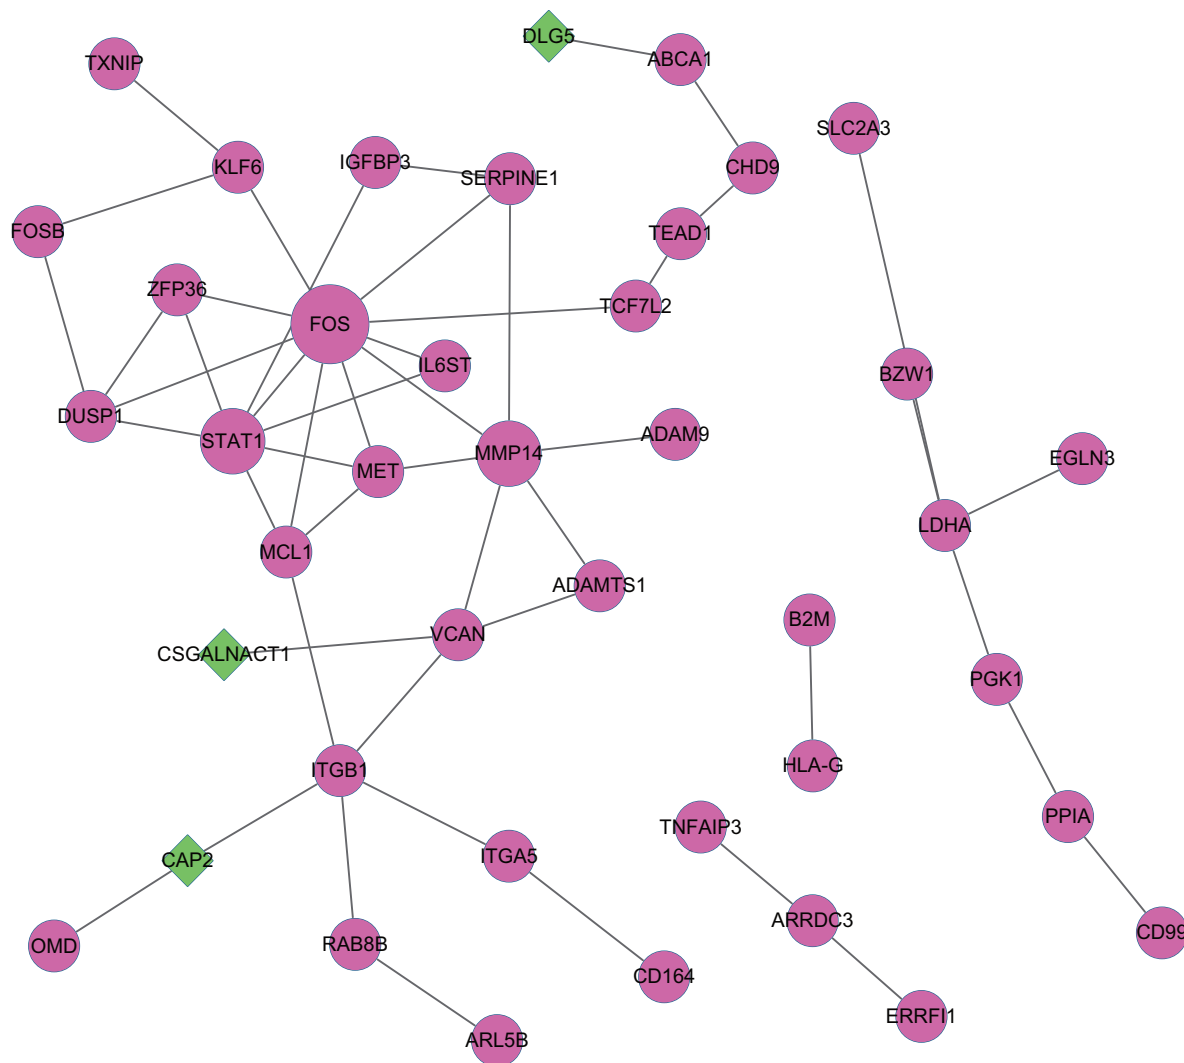 DLG5
ABCA1
TXNIP
SLC2A3
IGFBP3
KLF6
SERPINE1
CHD9
FOSB
TEAD1
ZFP36
TCF7L2
FOS
IL6ST
BZW1
DUSP1
STAT1
ADAM9
MMP14
EGLN3
MET
LDHA
MCL1
ADAMTS1
B2M
VCAN
CSGALNACT1
PGK1
HLA-G
ITGB1
PPIA
TNFAIP3
ITGA5
CAP2
ARRDC3
CD99
RAB8B
OMD
CD164
ERRFI1
ARL5B